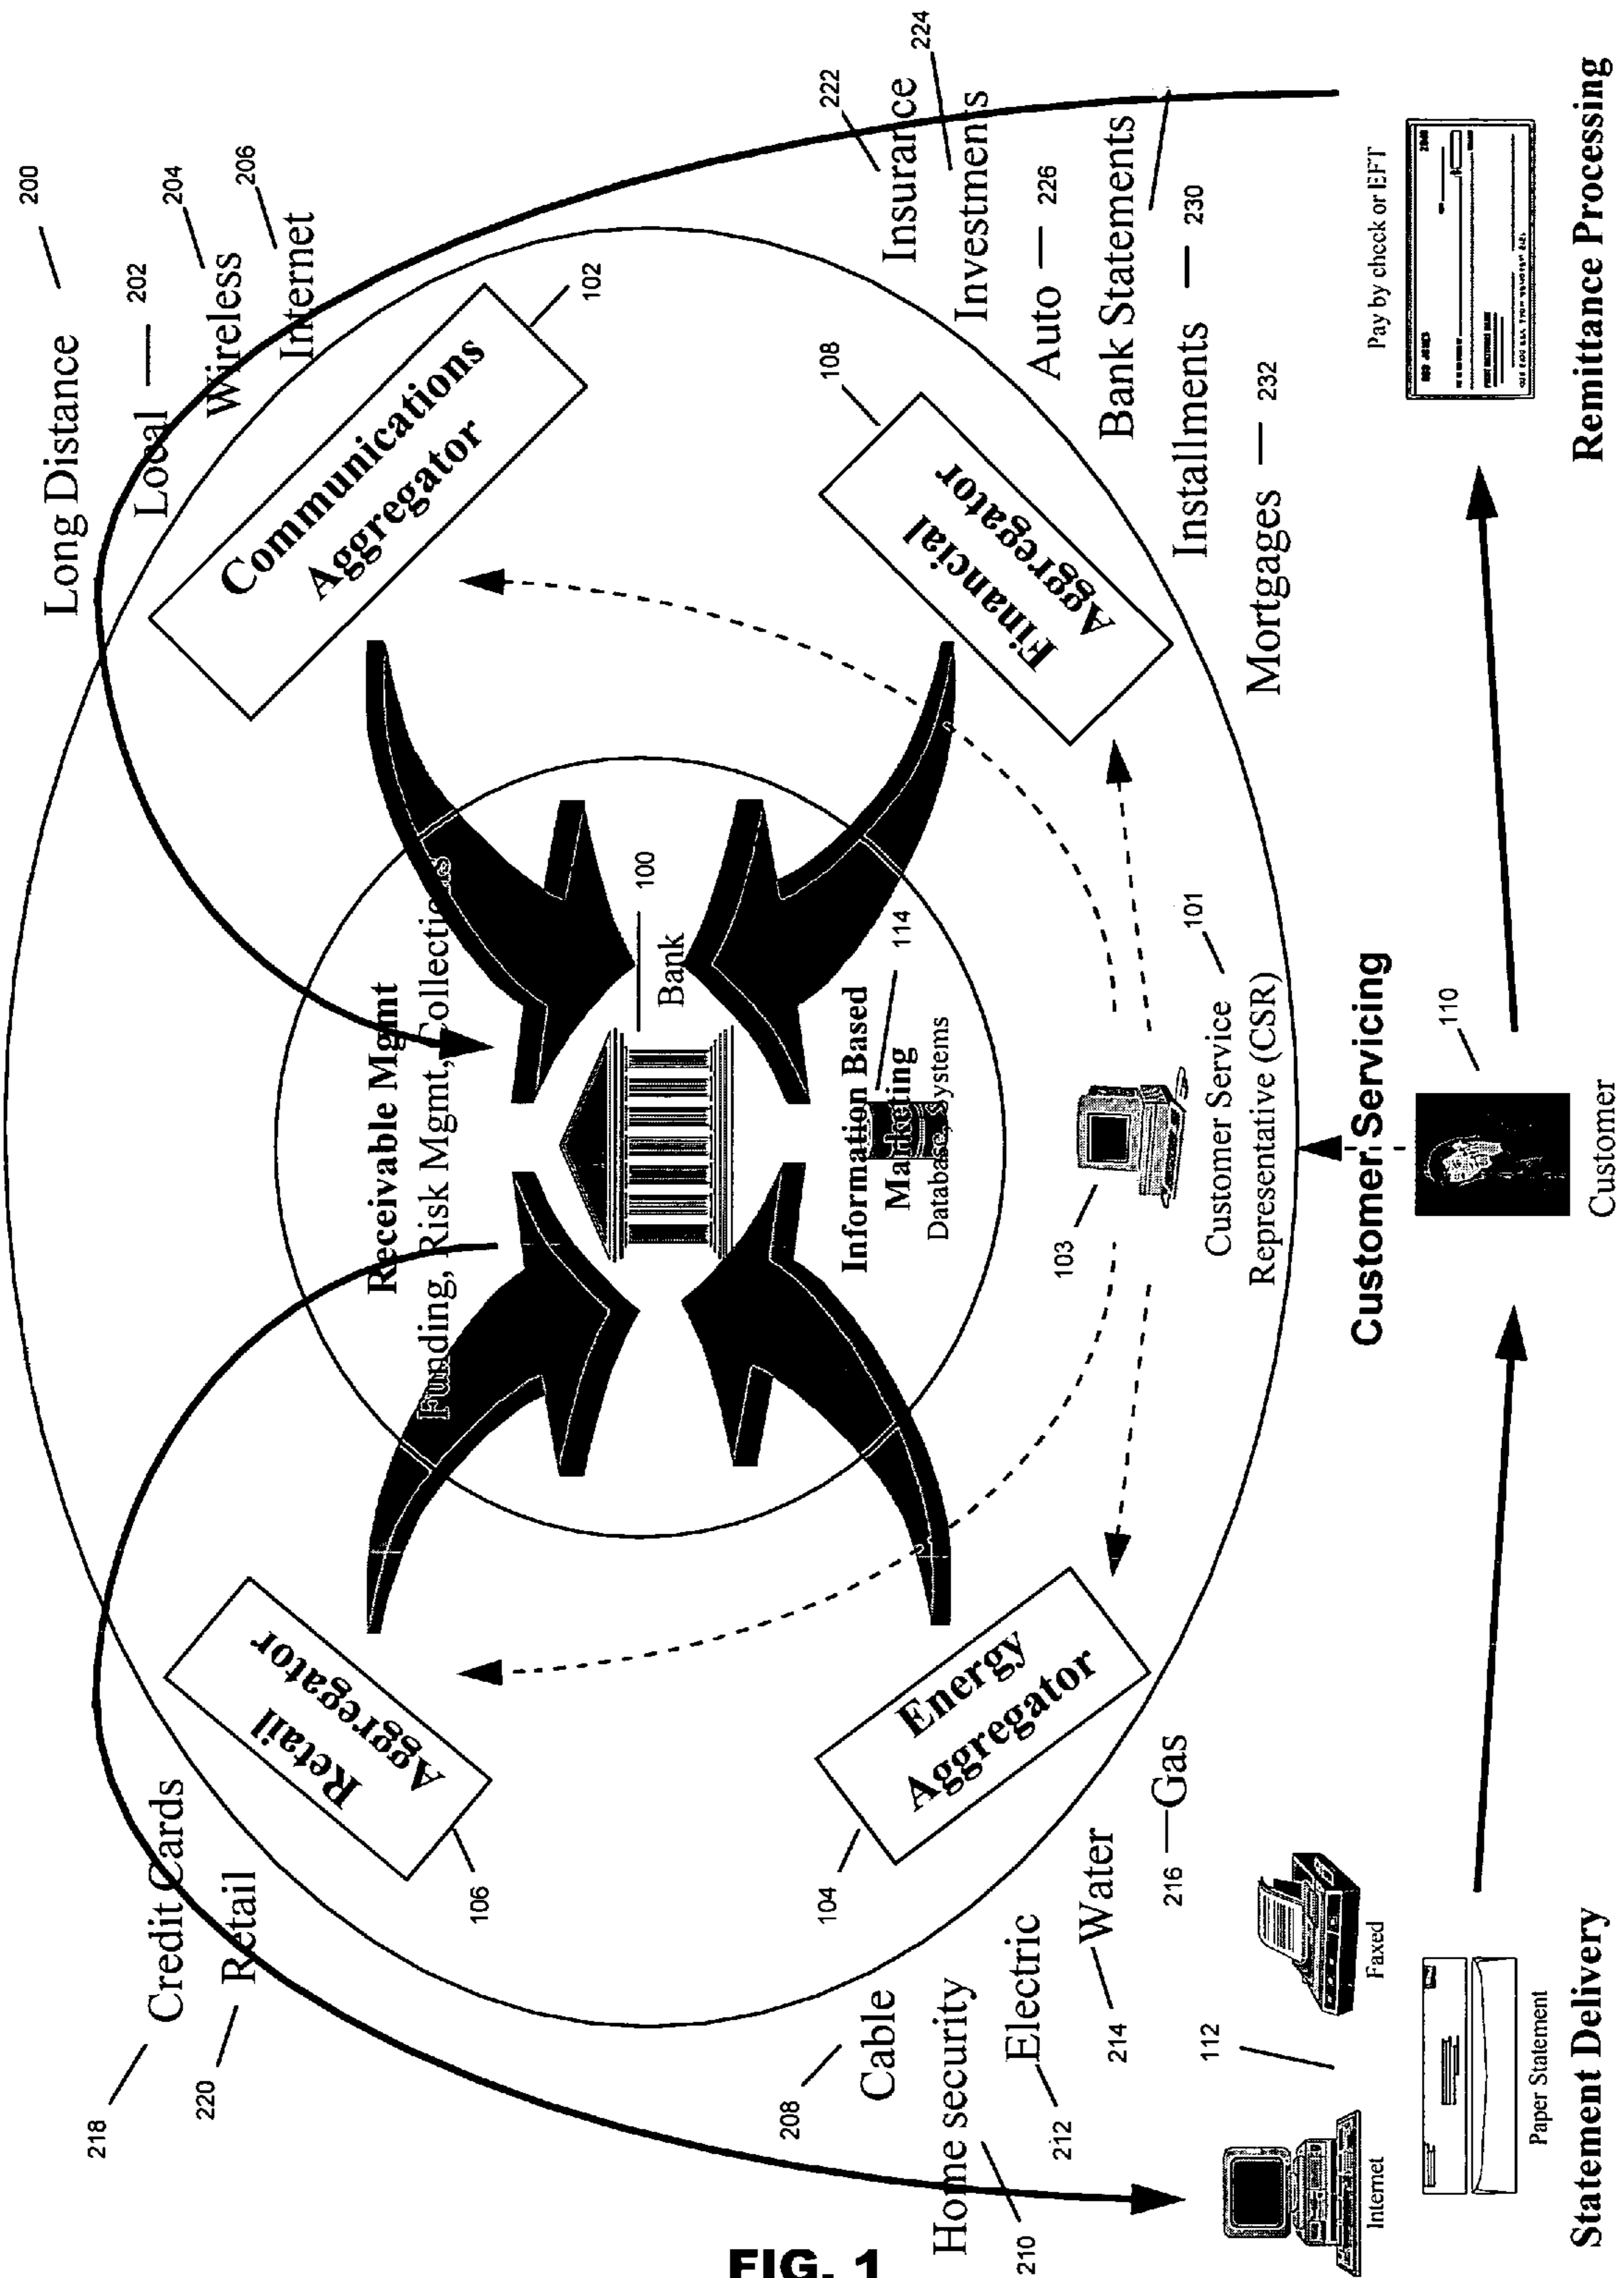 200
Long Distance
Local
202
204
Wireless
206
Internet
218
Credit Cards
220
Retail
Retail
Aggregator
106
Communications
Aggregator
102
Receivable Mgmt
Funding, Risk Mgmt, Collections
100
Bank
Information Based
Marketing
114
Database, Systems
222
Insurance
224
Investments
Auto
226
Bank Statements
Installments
230
Mortgages
232
108
Financial
Aggregator
104
Energy
Aggregator
208
Cable
Home security
210
Electric
212
Water
214
216
Gas
103
Customer Service
101
Representative (CSR)
Customer Servicing
110
Customer
112
Internet
Faxed
Paper Statement
Statement Delivery
Pay by check or EFT
Remittance Processing
FIG. 1